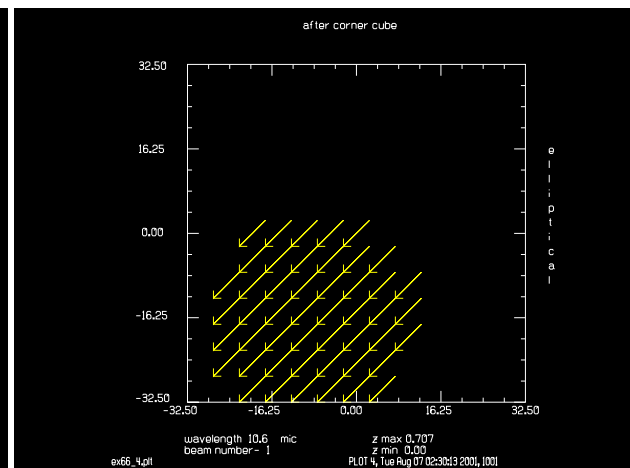 after corner cube
32.50
16.25
0.00
-16.25
-32.50
-32.50
-16.25
0.00
16.25
32.50
elliptical
wavelength 10.6 mic
z max 0.707
beam number- 1
z min 0.00
ex66_4.plt
PLOT 4, Tue Aug 07 02:30:13 2001, 1001